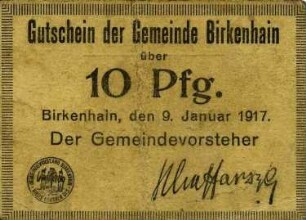 Gutschein der Gemeinde Birkenhain
über
10 Pfg.
Birkenhain, den 9. Januar 1917.
Der Gemeindevorsteher